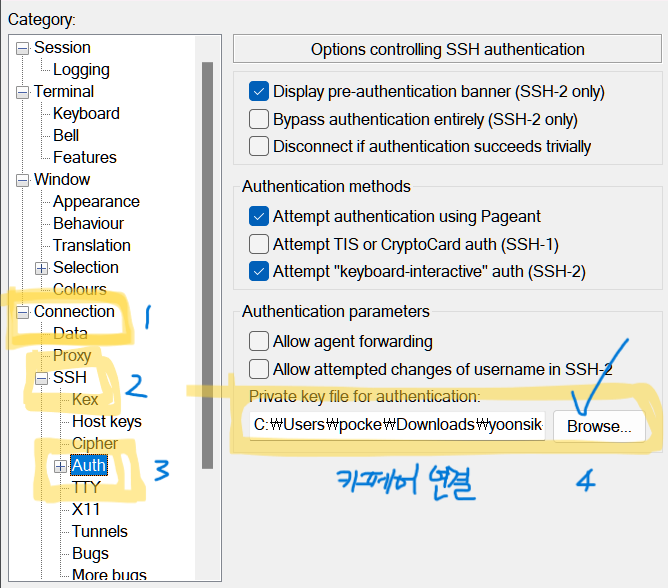 Category:
Session
Logging
Terminal
Keyboard
Bell
Features
Window
Appearance
Behaviour
Translation
Selection
Colours
Connection 1
Data
Proxy
SSH 2
Kex
Host keys
Cipher
Auth 3
TTY
X11
Tunnels
Bugs
More bugs
Options controlling SSH authentication
Display pre-authentication banner (SSH-2 only)
Bypass authentication entirely (SSH-2 only)
Disconnect if authentication succeeds trivially
Authentication methods
Attempt authentication using Pageant
Attempt TIS or CryptoCard auth (SSH-1)
Attempt "keyboard-interactive" auth (SSH-2)
Authentication parameters
Allow agent forwarding
Allow attempted changes of username in SSH-2
Private key file for authentication:
C:₩Users₩pocke₩Downloads₩yoonsik Browse...
키페어 연결 4